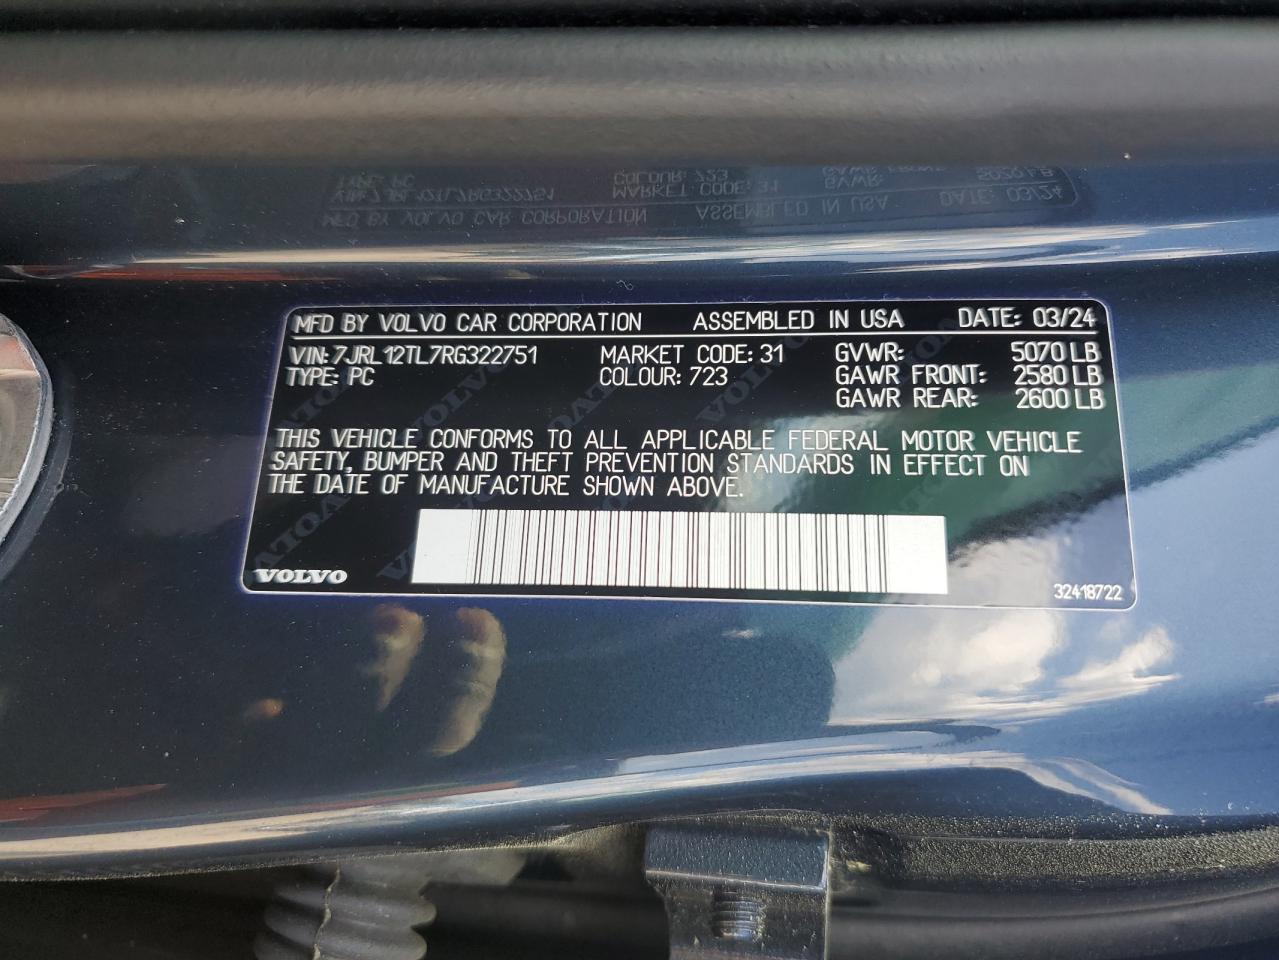 MFD BY VOLVO CAR CORPORATION ASSEMBLED IN USA DATE: 03/24
VIN: 7JRL12TL7RG322751 MARKET CODE: 31 GVWR: 5070 LB
TYPE: PC COLOUR: 723 GAWR FRONT: 2580 LB
GAWR REAR: 2600 LB
THIS VEHICLE CONFORMS TO ALL APPLICABLE FEDERAL MOTOR VEHICLE
SAFETY, BUMPER AND THEFT PREVENTION STANDARDS IN EFFECT ON
THE DATE OF MANUFACTURE SHOWN ABOVE.
VOLVO 32418722